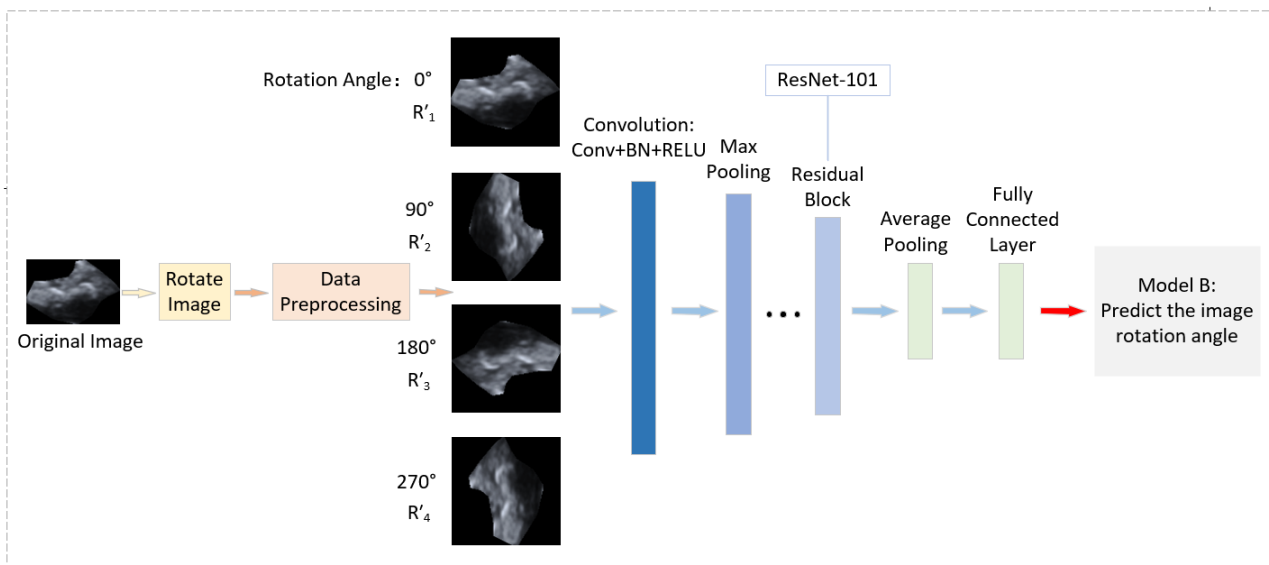 Rotation Angle：0°
R′₁
90°
R′₂
180°
R′₃
270°
R′₄
Original Image
Rotate
Image
Data
Preprocessing
Convolution:
Conv+BN+RELU
Max
Pooling
ResNet-101
Residual
Block
Average
Pooling
Fully
Connected
Layer
Model B:
Predict the image
rotation angle